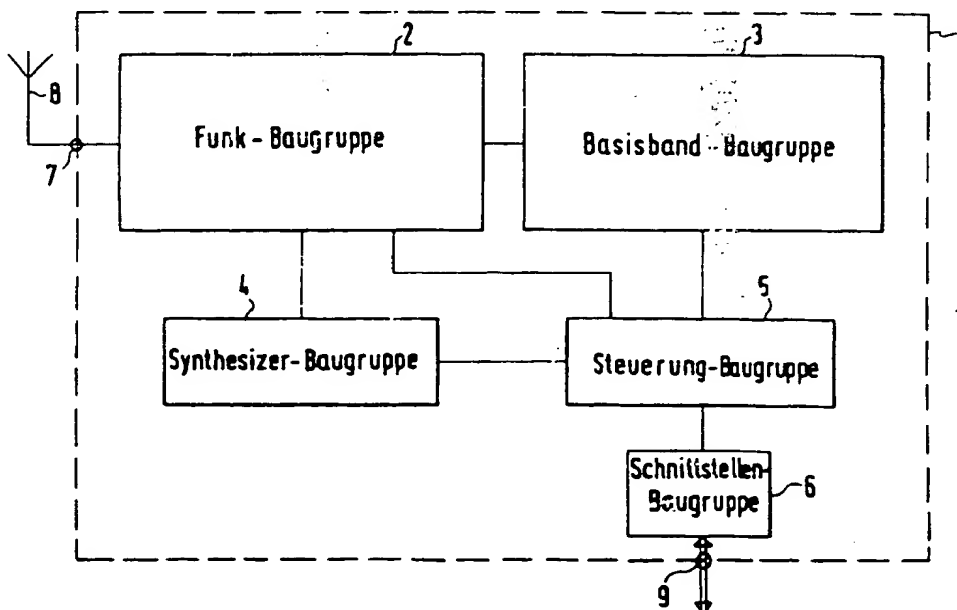 2
3
8
Funk-Baugruppe
Basisband-Baugruppe
7
4
5
Synthesizer-Baugruppe
Steuerung-Baugruppe
Schnittstellen-
Baugruppe
6
9